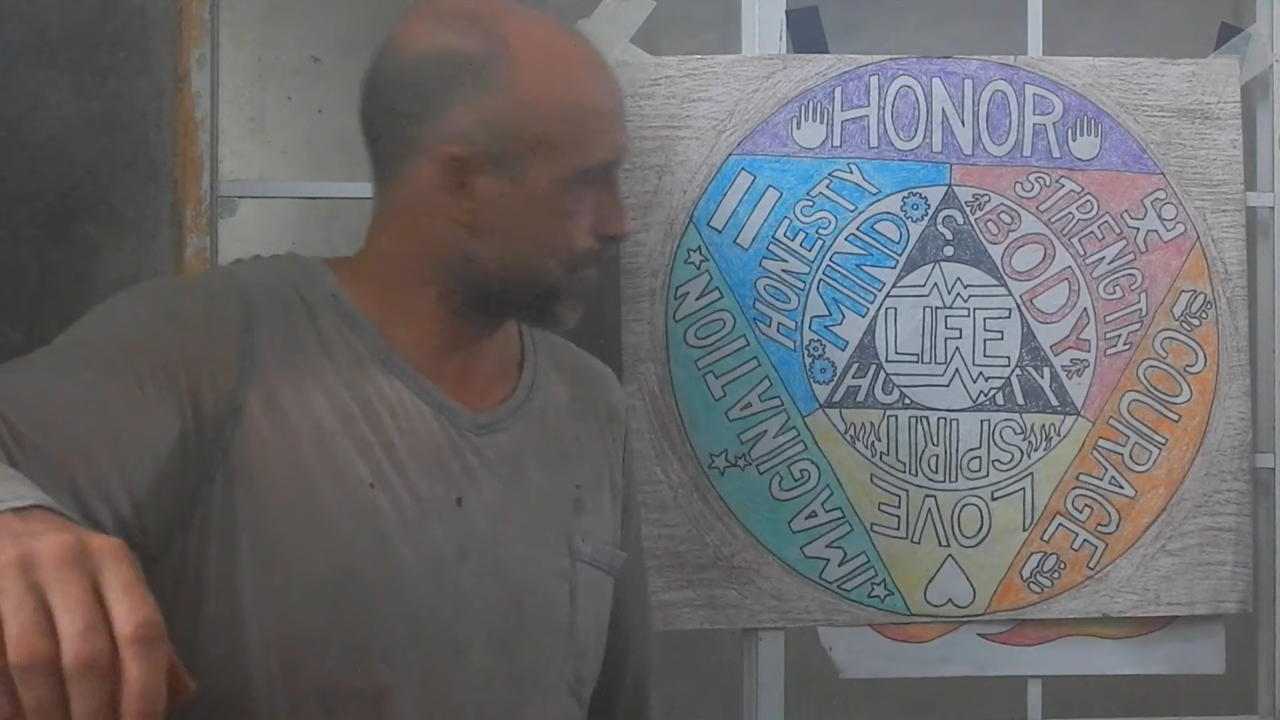 HONOR
HONESTY
STRENGTH
MIND
?
BODY
IMAGINATION
LIFE
COURAGE
SPIRIT
LOVE